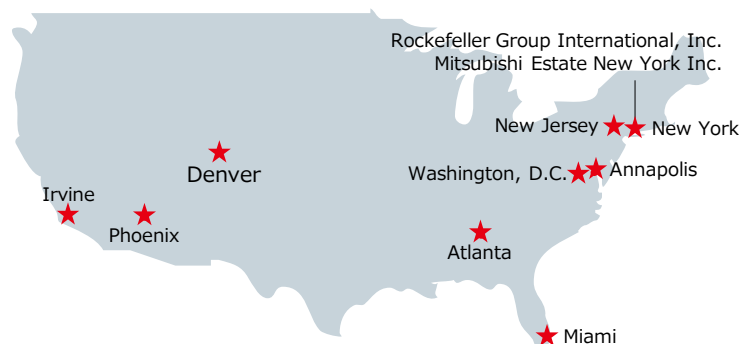 Rockefeller Group International, Inc.
Mitsubishi Estate New York Inc.
New Jersey
New York
Denver
Washington, D.C.
Annapolis
Irvine
Phoenix
Atlanta
Miami